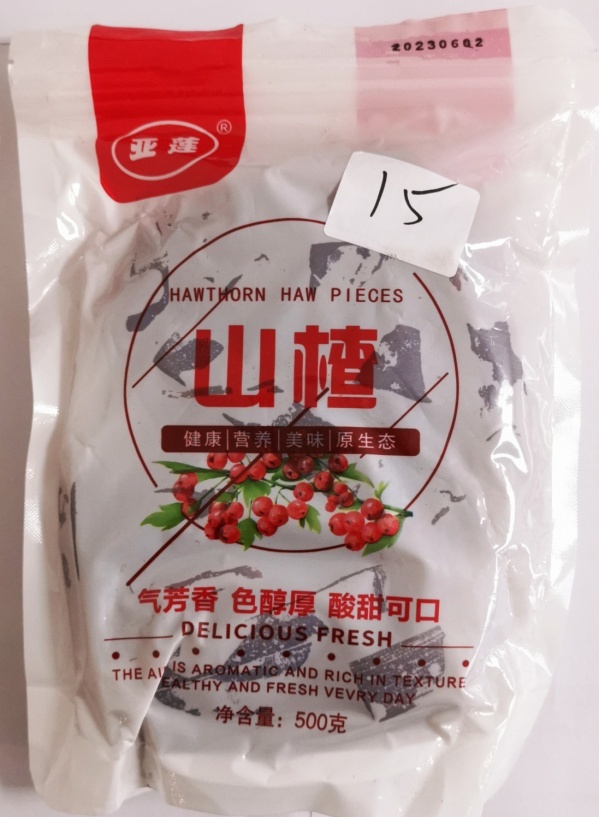 20230602
亚莲®
15
HAWTHORN HAW PIECES
山楂
健康|营养|美味|原生态
气芳香 色醇厚 酸甜可口
DELICIOUS FRESH
THE IS AROMATIC AND RICH IN TEXTURE
EALTHY AND FRESH VEVRY DAY
净含量：500克